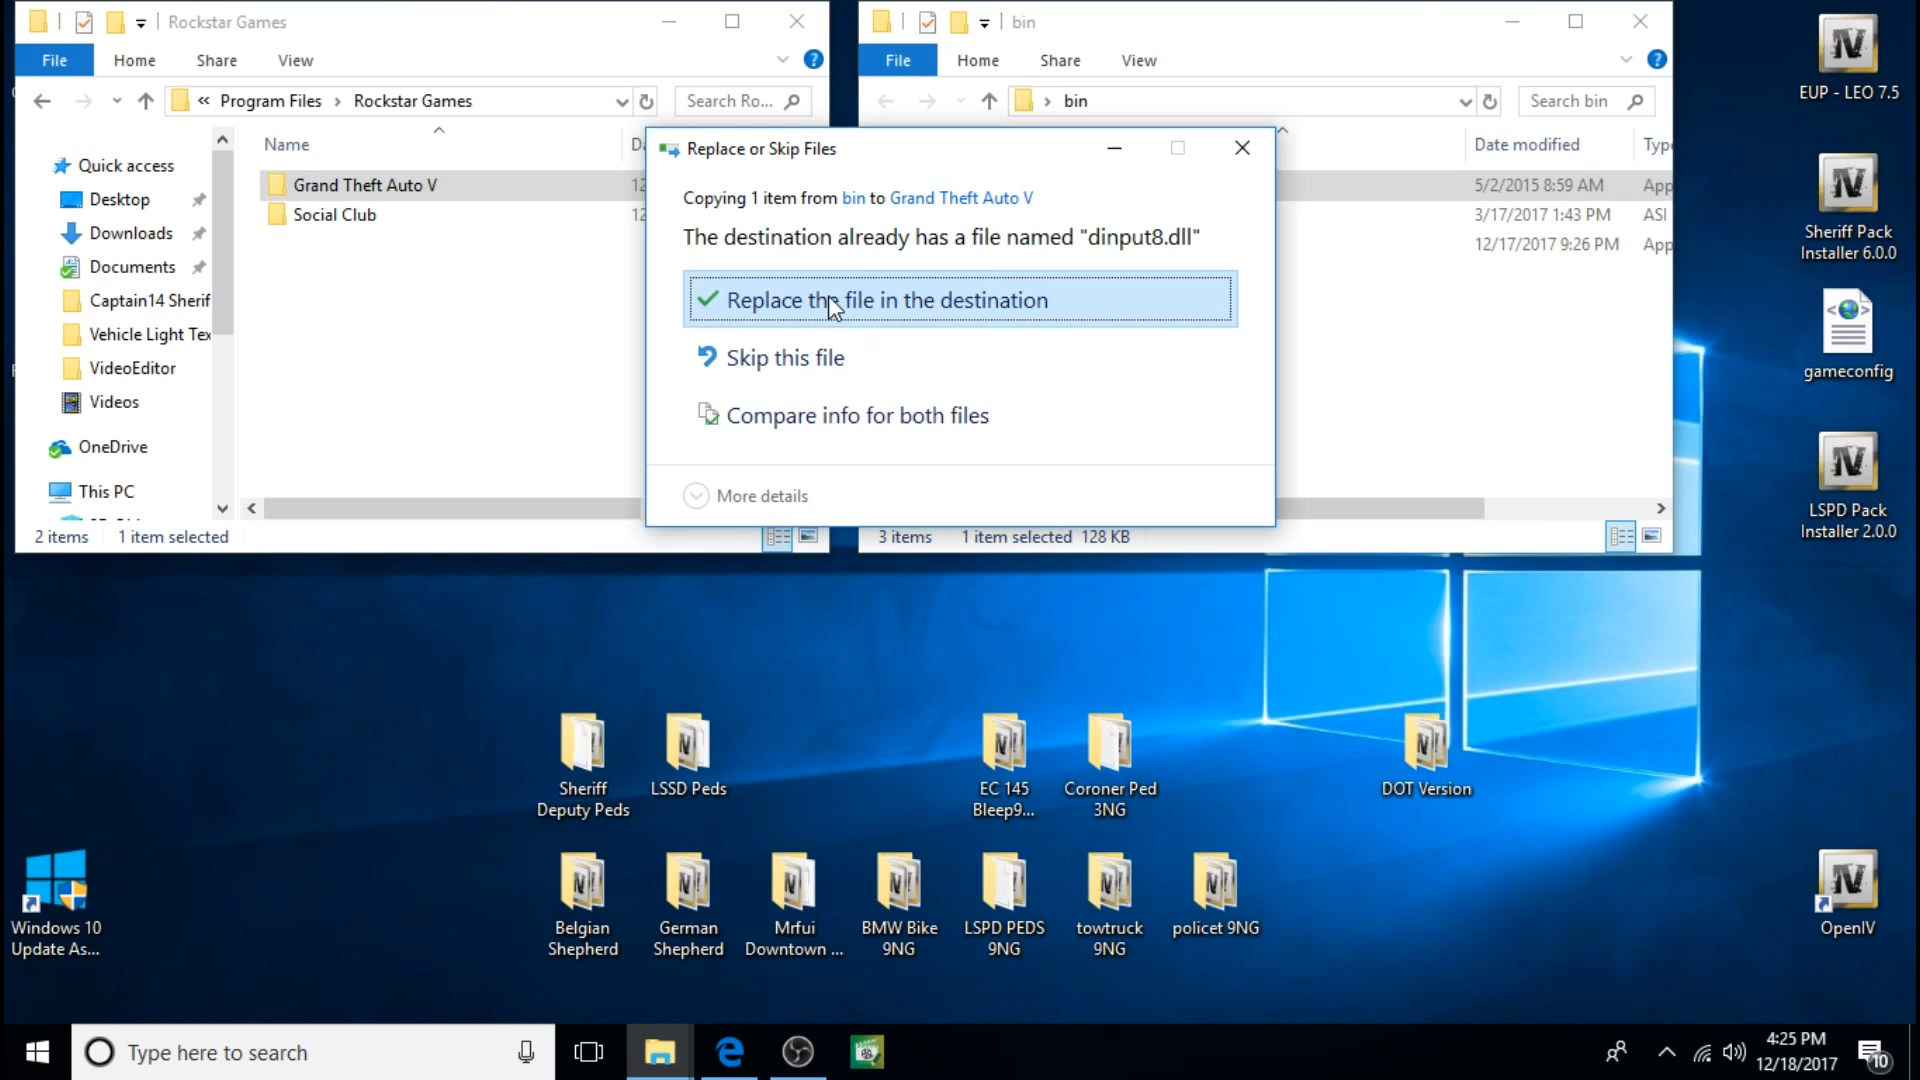 Rockstar Games
File Home Share View
« Program Files › Rockstar Games
Search Ro...
Name
Quick access
Desktop
Downloads
Documents
Captain14 Sherif
Vehicle Light Tex
VideoEditor
Videos
OneDrive
This PC
Grand Theft Auto V
12
Social Club
12
2 items 1 item selected
bin
File Home Share View
› bin
Search bin
Date modified Type
5/2/2015 8:59 AM App
3/17/2017 1:43 PM ASI
12/17/2017 9:26 PM App
3 items 1 item selected 128 KB
Replace or Skip Files
Copying 1 item from bin to Grand Theft Auto V
The destination already has a file named "dinput8.dll"
Replace the file in the destination
Skip this file
Compare info for both files
More details
EUP - LEO 7.5
Sheriff Pack
Installer 6.0.0
gameconfig
LSPD Pack
Installer 2.0.0
Sheriff
Deputy Peds
LSSD Peds
EC 145
Bleep9...
Coroner Ped
3NG
DOT Version
Windows 10
Update As...
Belgian
Shepherd
German
Shepherd
Mrfui
Downtown ...
BMW Bike
9NG
LSPD PEDS
9NG
towtruck
9NG
policet 9NG
OpenIV
Type here to search
4:25 PM
12/18/2017
10